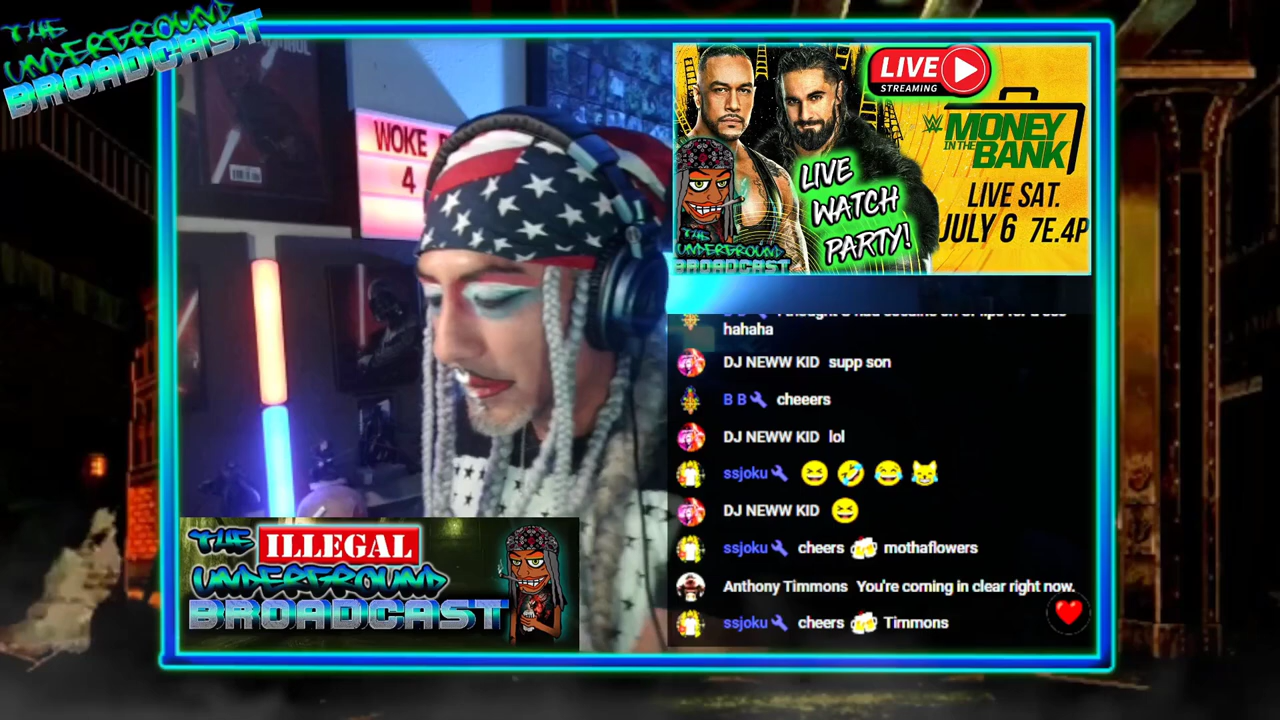 THE
UNDERGROUND
BROADCAST
WOKE
4
LIVE
STREAMING
W
MONEY
IN THE
BANK
LIVE
WATCH
PARTY!
LIVE SAT.
JULY 6 7E.4P
THE
UNDERGROUND
BROADCAST
hahaha
DJ NEWW KID supp son
B B cheeers
DJ NEWW KID lol
ssjoku 😆 🤣 😂 😹
DJ NEWW KID 😆
ssjoku cheers 🍻 mothaflowers
Anthony Timmons You're coming in clear right now.
ssjoku cheers 🍻 Timmons
THE ILLEGAL
UNDERGROUND
BROADCAST